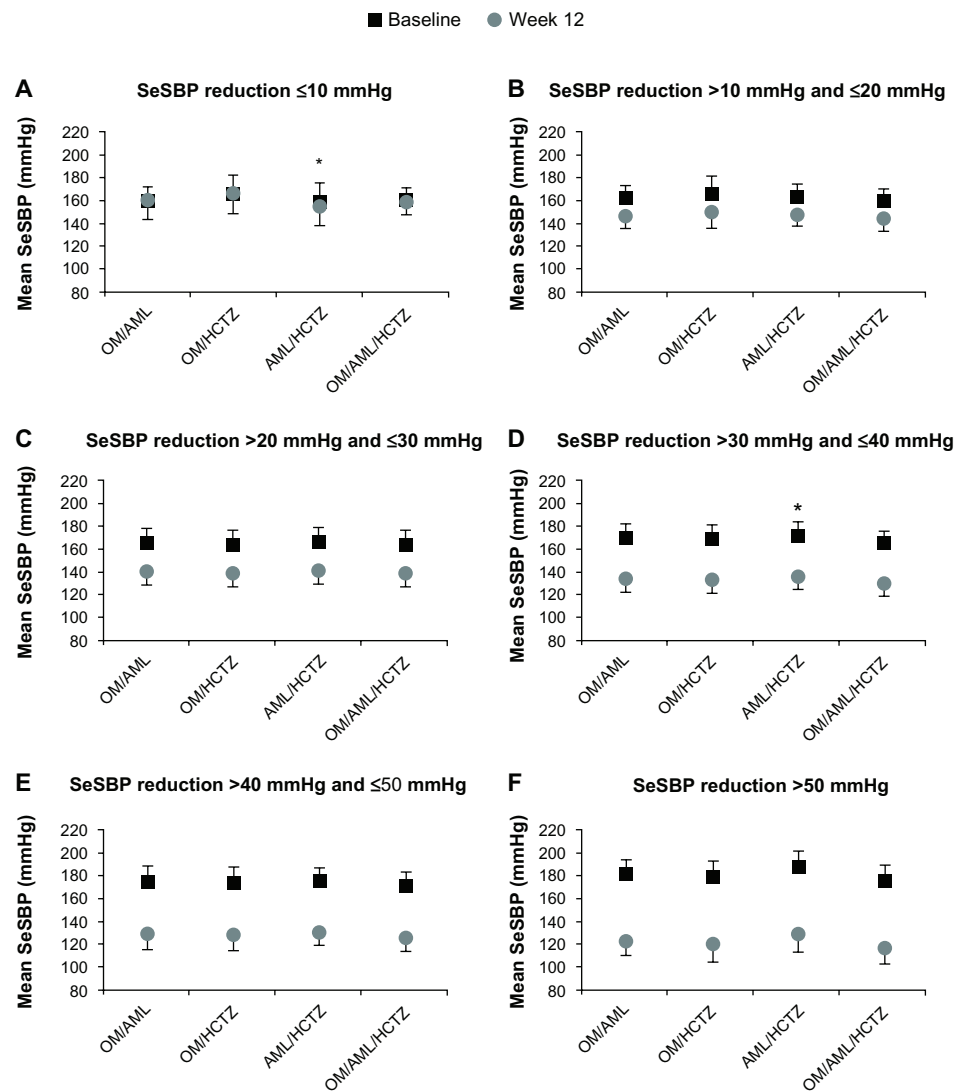 Baseline Week 12
A SeSBP reduction ≤10 mmHg
Mean SeSBP (mmHg)
220
200
180
160
140
120
100
80
*
OM/AML
OM/HCTZ
AML/HCTZ
OM/AML/HCTZ
B SeSBP reduction >10 mmHg and ≤20 mmHg
Mean SeSBP (mmHg)
220
200
180
160
140
120
100
80
OM/AML
OM/HCTZ
AML/HCTZ
OM/AML/HCTZ
C SeSBP reduction >20 mmHg and ≤30 mmHg
Mean SeSBP (mmHg)
220
200
180
160
140
120
100
80
OM/AML
OM/HCTZ
AML/HCTZ
OM/AML/HCTZ
D SeSBP reduction >30 mmHg and ≤40 mmHg
Mean SeSBP (mmHg)
220
200
180
160
140
120
100
80
*
OM/AML
OM/HCTZ
AML/HCTZ
OM/AML/HCTZ
E SeSBP reduction >40 mmHg and ≤50 mmHg
Mean SeSBP (mmHg)
220
200
180
160
140
120
100
80
OM/AML
OM/HCTZ
AML/HCTZ
OM/AML/HCTZ
F SeSBP reduction >50 mmHg
Mean SeSBP (mmHg)
220
200
180
160
140
120
100
80
OM/AML
OM/HCTZ
AML/HCTZ
OM/AML/HCTZ